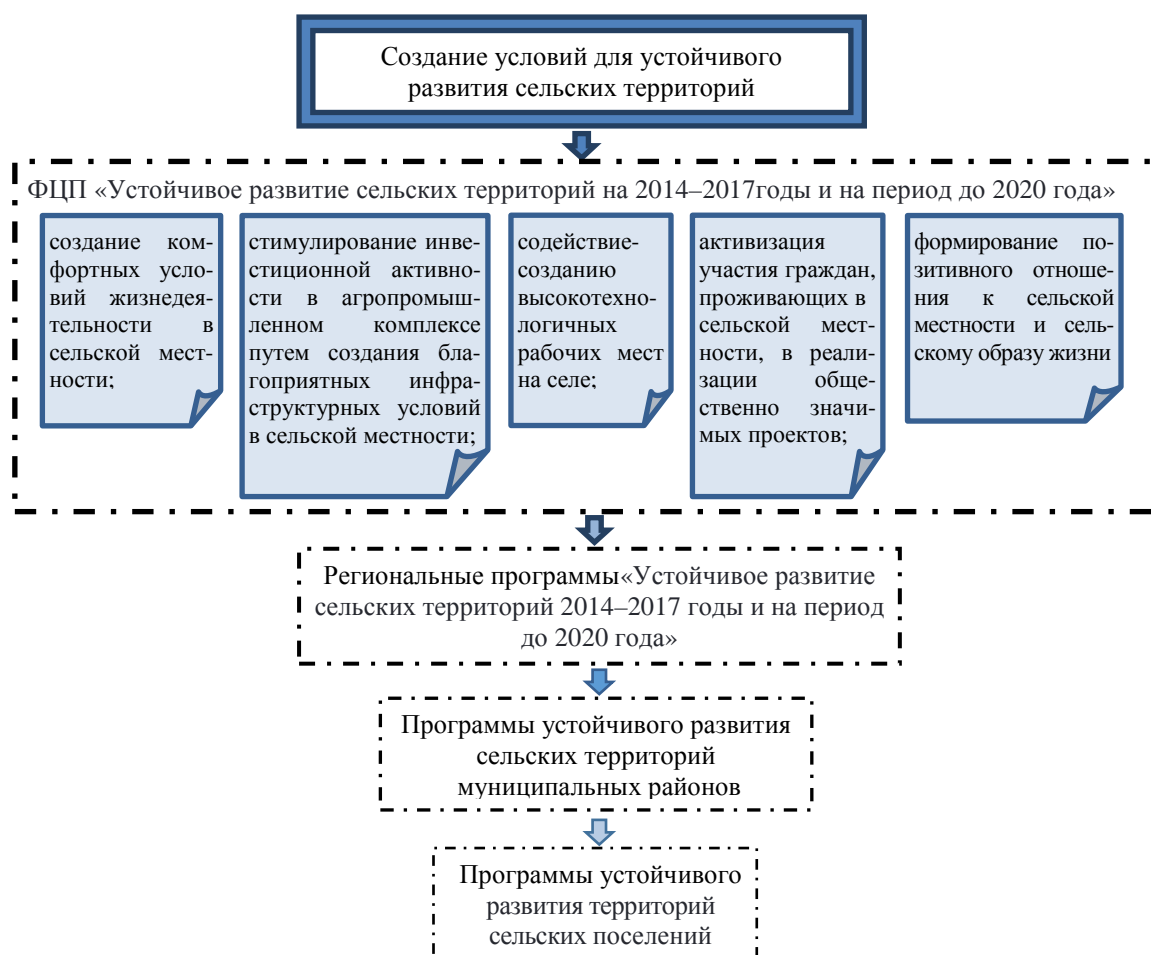 Создание условий для устойчивого
развития сельских территорий
ФЦП «Устойчивое развитие сельских территорий на 2014–2017годы и на период до 2020 года»
создание ком-
фортных усло-
вий жизнедея-
тельности в
сельской мест-
ности;
стимулирование инве-
стиционной активно-
сти в агропромыш-
ленном комплексе
путем создания бла-
гоприятных инфра-
структурных условий
в сельской местности;
содействие-
созданию
высокотехно-
логичных
рабочих мест
на селе;
активизация
участия граждан,
проживающих в
сельской мест-
ности, в реали-
зации обще-
ственно значи-
мых проектов;
формирование по-
зитивного отноше-
ния к сельской
местности и сель-
скому образу жизни
Региональные программы«Устойчивое развитие
сельских территорий 2014–2017 годы и на период
до 2020 года»
Программы устойчивого развития
сельских территорий
муниципальных районов
Программы устойчивого
развития территорий
сельских поселений